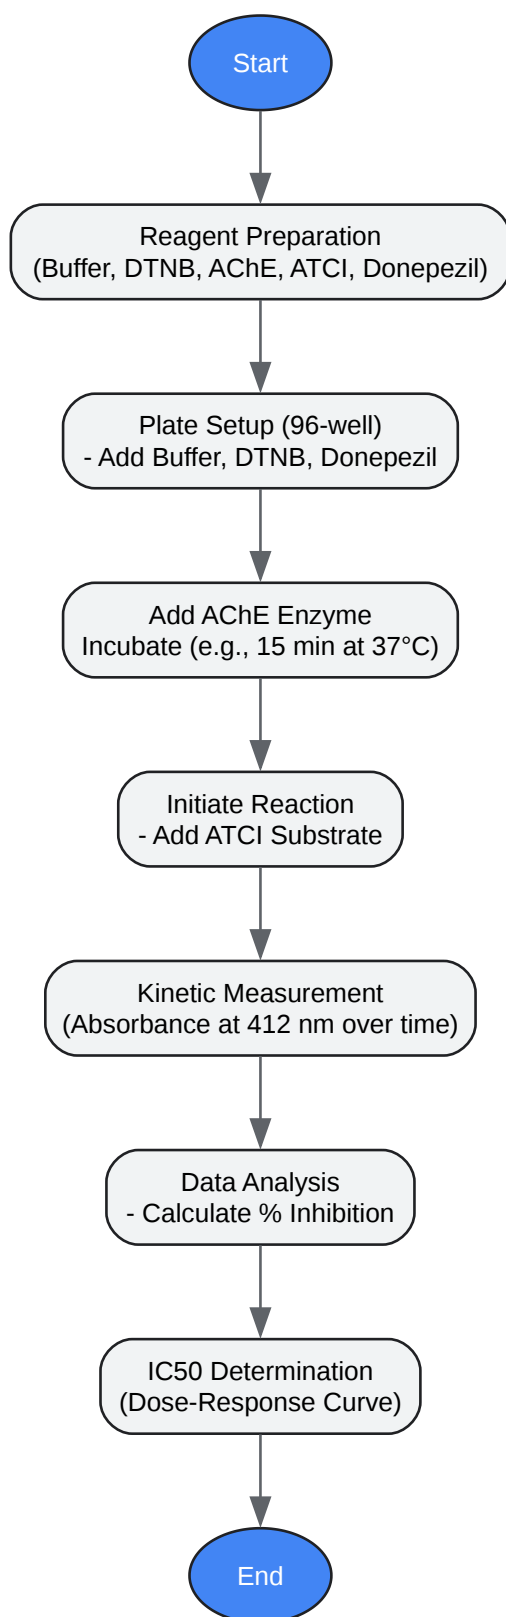 Start
Reagent Preparation
(Buffer, DTNB, AChE, ATCI, Donepezil)
Plate Setup (96-well)
- Add Buffer, DTNB, Donepezil
Add AChE Enzyme
Incubate (e.g., 15 min at 37°C)
Initiate Reaction
- Add ATCI Substrate
Kinetic Measurement
(Absorbance at 412 nm over time)
Data Analysis
- Calculate % Inhibition
IC50 Determination
(Dose-Response Curve)
End